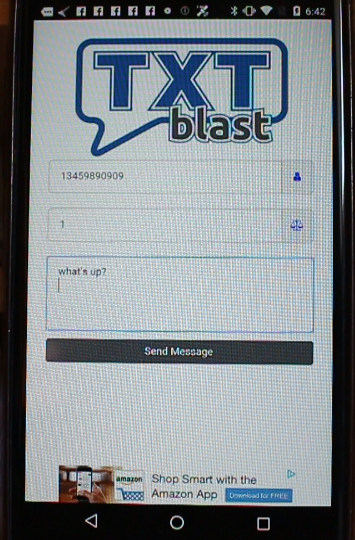 6:42
TXT
blast
13459890909
1
what's up?
Send Message
amazon
Shop Smart with the
Amazon App
Download for FREE